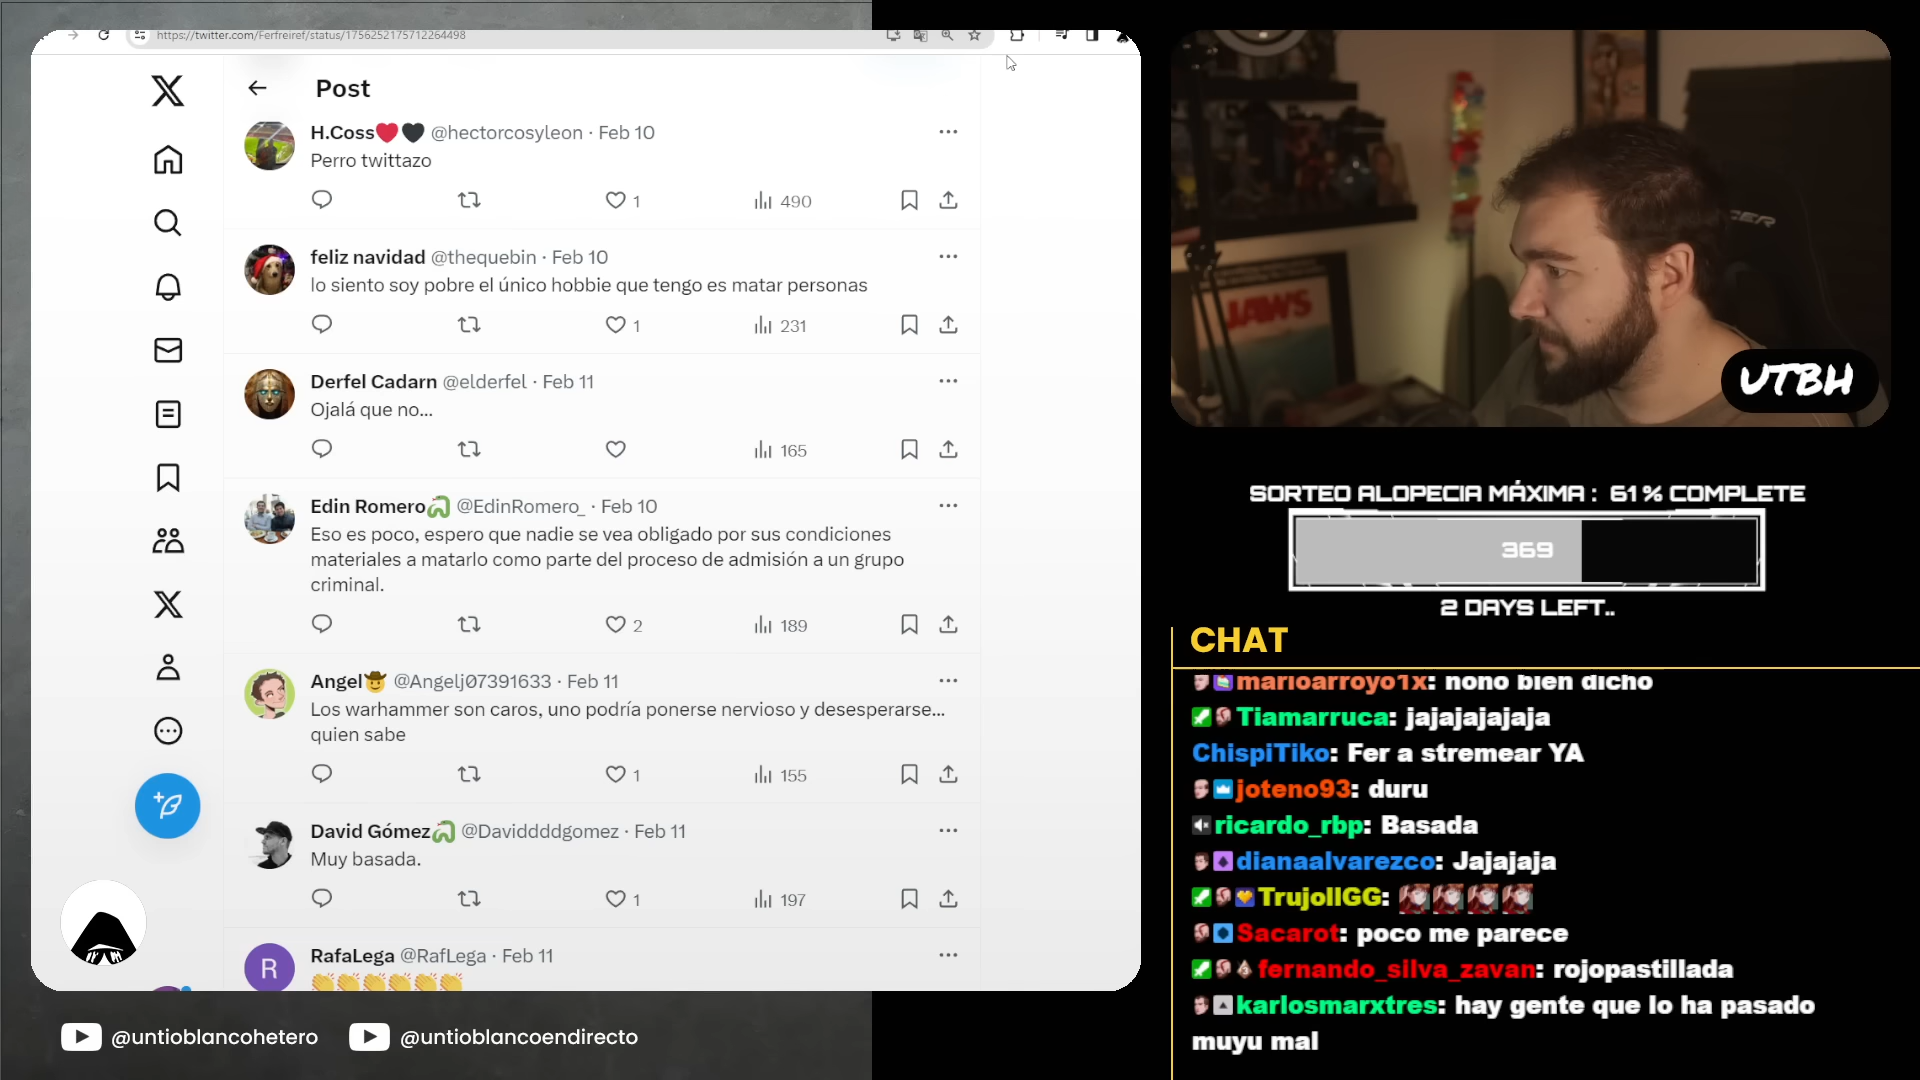 https://twitter.com/Ferfreiref/status/1756252175712264498
Post
H.Coss❤️🖤 @hectorcosyleon · Feb 10
Perro twittazo
1
490
feliz navidad @thequebin · Feb 10
lo siento soy pobre el único hobbie que tengo es matar personas
1
231
Derfel Cadarn @elderfel · Feb 11
Ojalá que no...
165
Edin Romero🐍 @EdinRomero_ · Feb 10
Eso es poco, espero que nadie se vea obligado por sus condiciones
materiales a matarlo como parte del proceso de admisión a un grupo
criminal.
2
189
Angel🤠 @Angelj07391633 · Feb 11
Los warhammer son caros, uno podría ponerse nervioso y desesperarse...
quien sabe
1
155
David Gómez🐍 @Daviddddgomez · Feb 11
Muy basada.
1
197
R
RafaLega @RafLega · Feb 11
👏👏👏👏👏👏
@untioblancohetero
@untioblancoendirecto
JAWS
UTBH
SORTEO ALOPECIA MÁXIMA : 61% COMPLETE
369
2 DAYS LEFT..
CHAT
marioarroyo1x: nono bien dicho
Tiamarruca: jajajajajaja
ChispiTiko: Fer a stremear YA
joteno93: duru
ricardo_rbp: Basada
dianaalvarezco: Jajajaja
TrujollGG:
Sacarot: poco me parece
fernando_silva_zavan: rojopastillada
karlosmarxtres: hay gente que lo ha pasado
muyu mal